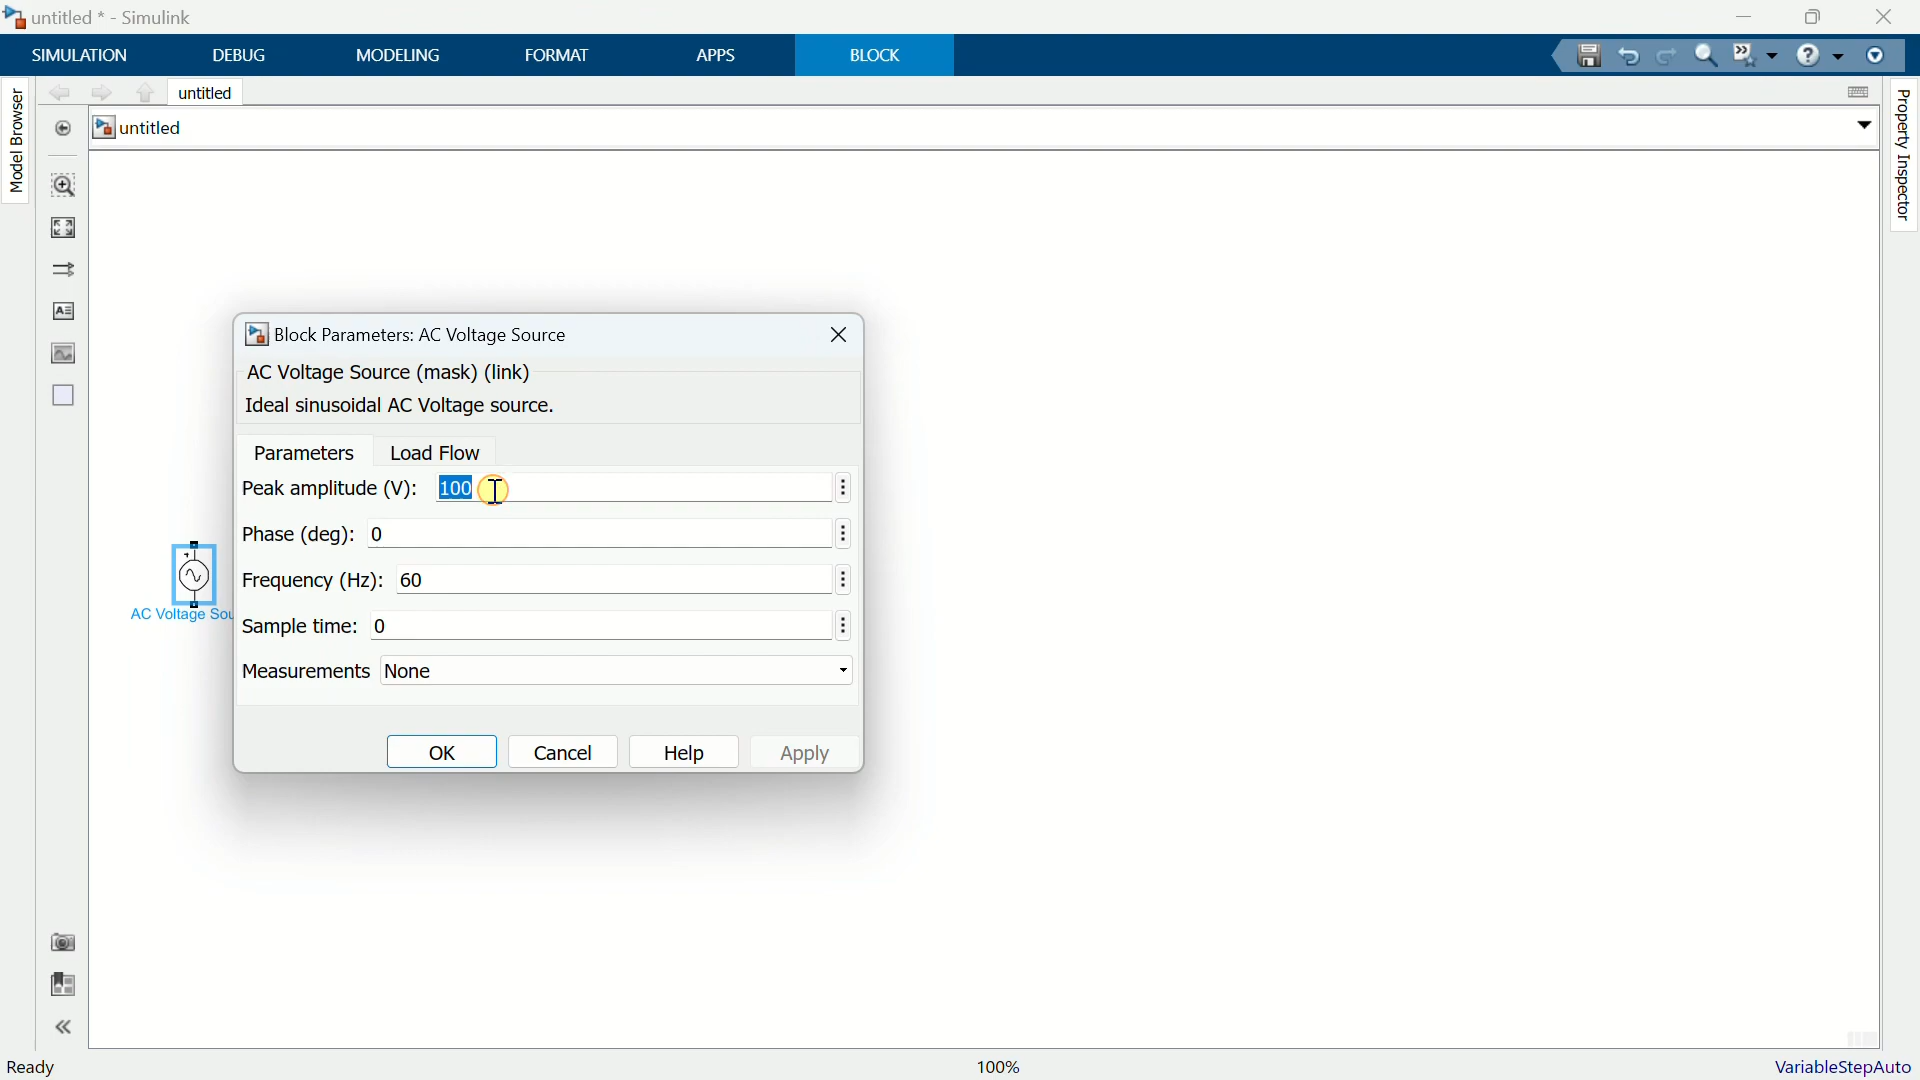 untitled * - Simulink
SIMULATION DEBUG MODELING FORMAT APPS BLOCK
untitled
Model Browser
untitled
Property Inspector
Block Parameters: AC Voltage Source
AC Voltage Source (mask) (link)
Ideal sinusoidal AC Voltage source.
Parameters Load Flow
Peak amplitude (V): 100
Phase (deg): 0
Frequency (Hz): 60
Sample time: 0
Measurements None
AC Voltage Sou
OK Cancel Help Apply
Ready 100% VariableStepAuto